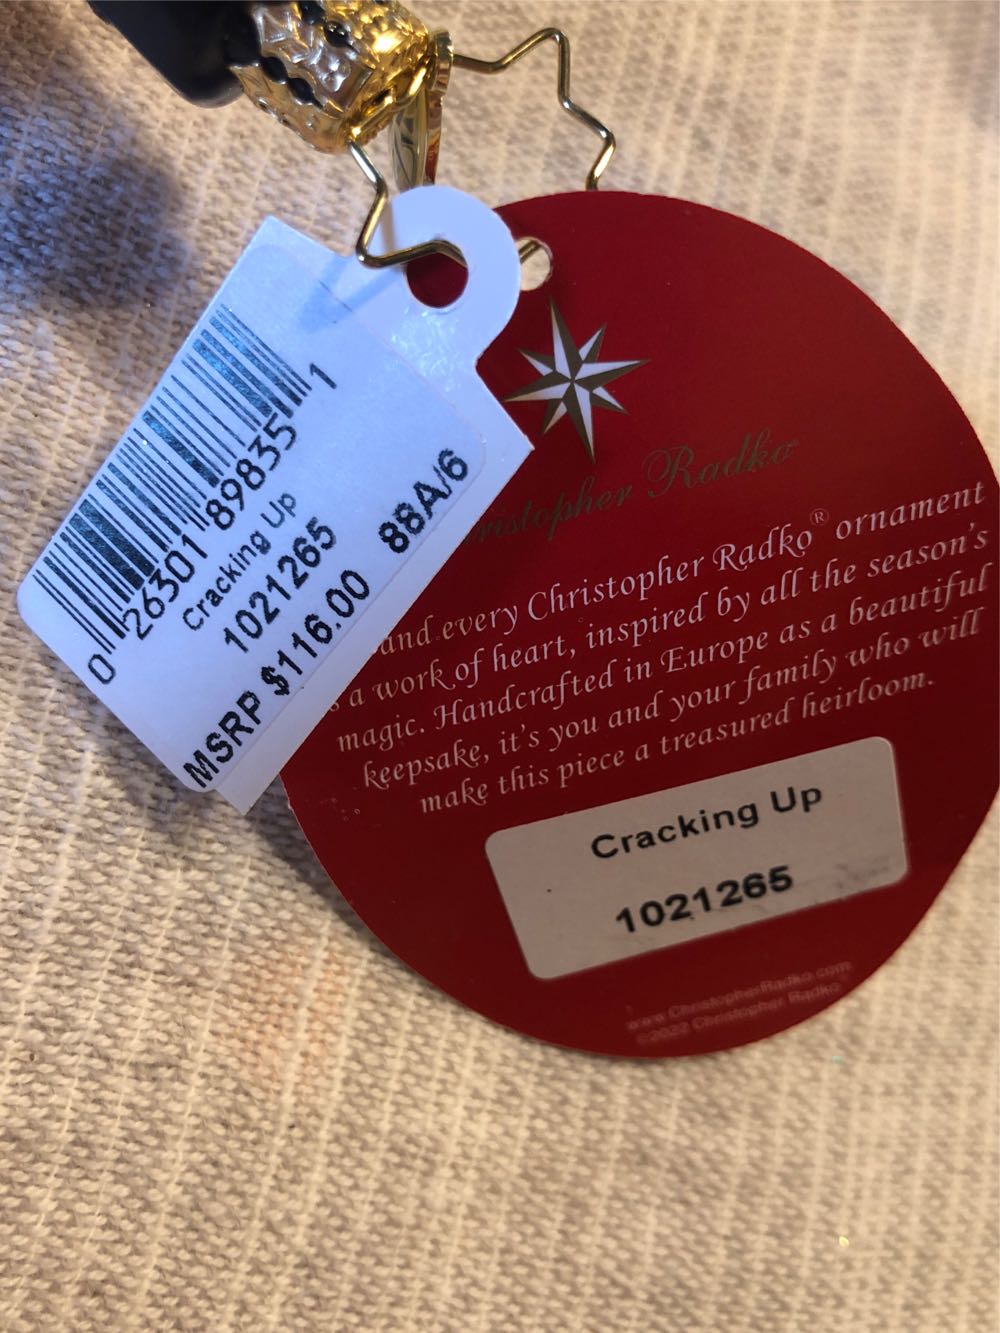 0 26301 89835 1
Cracking Up
1021265
MSRP $116.00 88A/6
Radko
and every Christopher Radko® ornament
a work of heart, inspired by all the season's
magic. Handcrafted in Europe as a beautiful
keepsake, it's you and your family who will
make this piece a treasured heirloom.
Cracking Up
1021265
www.ChristopherRadko.com
©2022 Christopher Radko